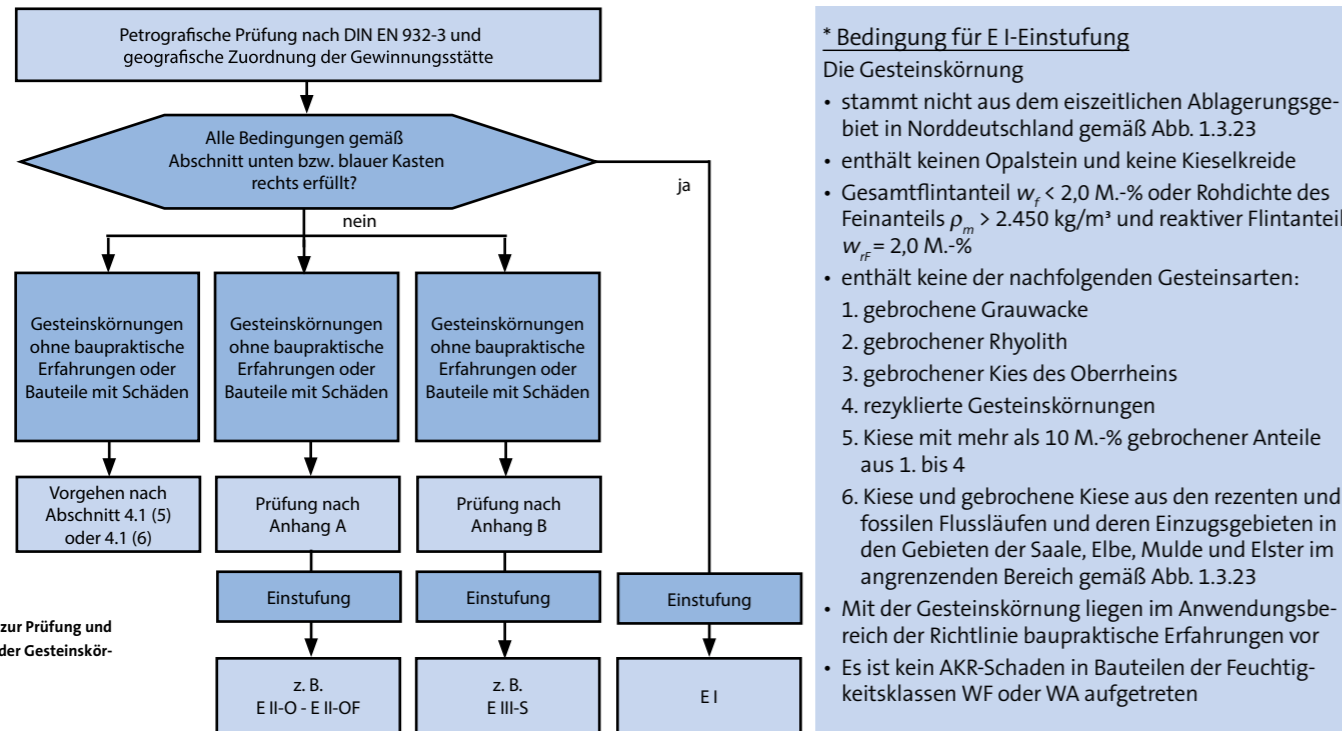 Petrografische Prüfung nach DIN EN 932-3 und
geografische Zuordnung der Gewinnungsstätte
Alle Bedingungen gemäß
Abschnitt unten bzw. blauer Kasten
rechts erfüllt?
ja
nein
Gesteinskörnungen
ohne baupraktische
Erfahrungen oder
Bauteile mit Schäden
Gesteinskörnungen
ohne baupraktische
Erfahrungen oder
Bauteile mit Schäden
Gesteinskörnungen
ohne baupraktische
Erfahrungen oder
Bauteile mit Schäden
Vorgehen nach
Abschnitt 4.1 (5)
oder 4.1 (6)
Prüfung nach
Anhang A
Prüfung nach
Anhang B
Einstufung
Einstufung
Einstufung
zur Prüfung und
der Gesteinskör-
z. B.
E II-O - E II-OF
z. B.
E III-S
E I
* Bedingung für E I-Einstufung
Die Gesteinskörnung
• stammt nicht aus dem eiszeitlichen Ablagerungsge-
biet in Norddeutschland gemäß Abb. 1.3.23
• enthält keinen Opalstein und keine Kieselkreide
• Gesamtflintanteil w_f < 2,0 M.-% oder Rohdichte des
Feinanteils ρ_m > 2.450 kg/m³ und reaktiver Flintanteil
w_rF = 2,0 M.-%
• enthält keine der nachfolgenden Gesteinsarten:
1. gebrochene Grauwacke
2. gebrochener Rhyolith
3. gebrochener Kies des Oberrheins
4. rezyklierte Gesteinskörnungen
5. Kiese mit mehr als 10 M.-% gebrochener Anteile
aus 1. bis 4
6. Kiese und gebrochene Kiese aus den rezenten und
fossilen Flussläufen und deren Einzugsgebieten in
den Gebieten der Saale, Elbe, Mulde und Elster im
angrenzenden Bereich gemäß Abb. 1.3.23
• Mit der Gesteinskörnung liegen im Anwendungsbe-
reich der Richtlinie baupraktische Erfahrungen vor
• Es ist kein AKR-Schaden in Bauteilen der Feuchtig-
keitsklassen WF oder WA aufgetreten